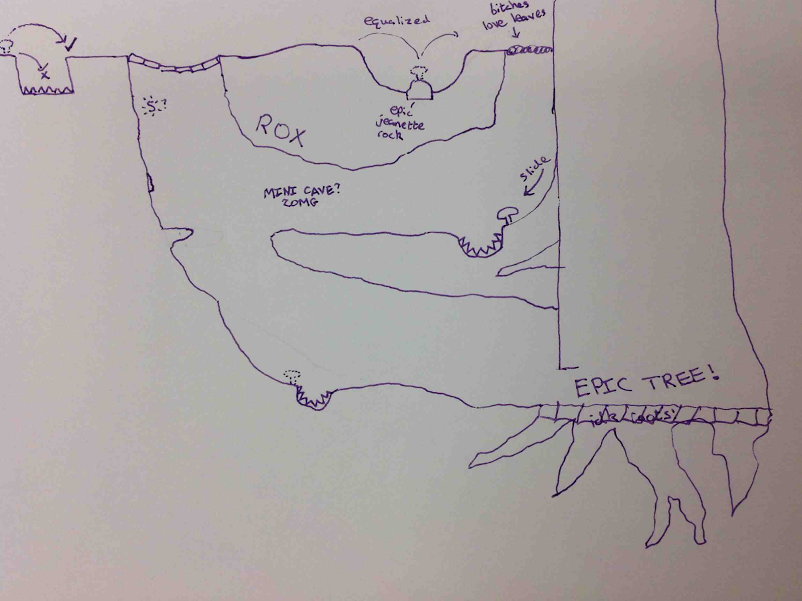 equalized
bitches
love leaves
✓
x
S?
ROX
epic
jeanette
rock
slide
MINI CAVE?
ZOMG
EPIC TREE!
idk roots!